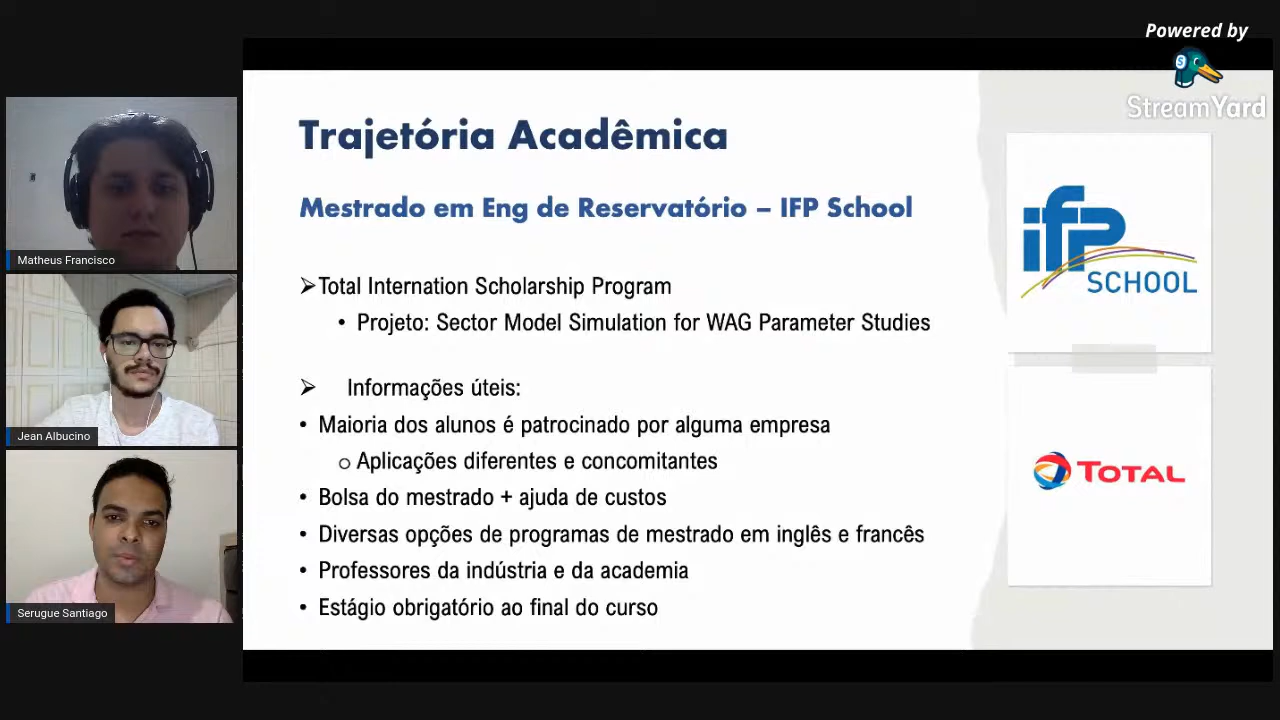 Powered by
StreamYard
Trajetória Acadêmica
Mestrado em Eng de Reservatório – IFP School
➢Total Internation Scholarship Program
• Projeto: Sector Model Simulation for WAG Parameter Studies
➢ Informações úteis:
• Maioria dos alunos é patrocinado por alguma empresa
o Aplicações diferentes e concomitantes
• Bolsa do mestrado + ajuda de custos
• Diversas opções de programas de mestrado em inglês e francês
• Professores da indústria e da academia
• Estágio obrigatório ao final do curso
ifp
SCHOOL
TOTAL
Matheus Francisco
Jean Albucino
Serugue Santiago